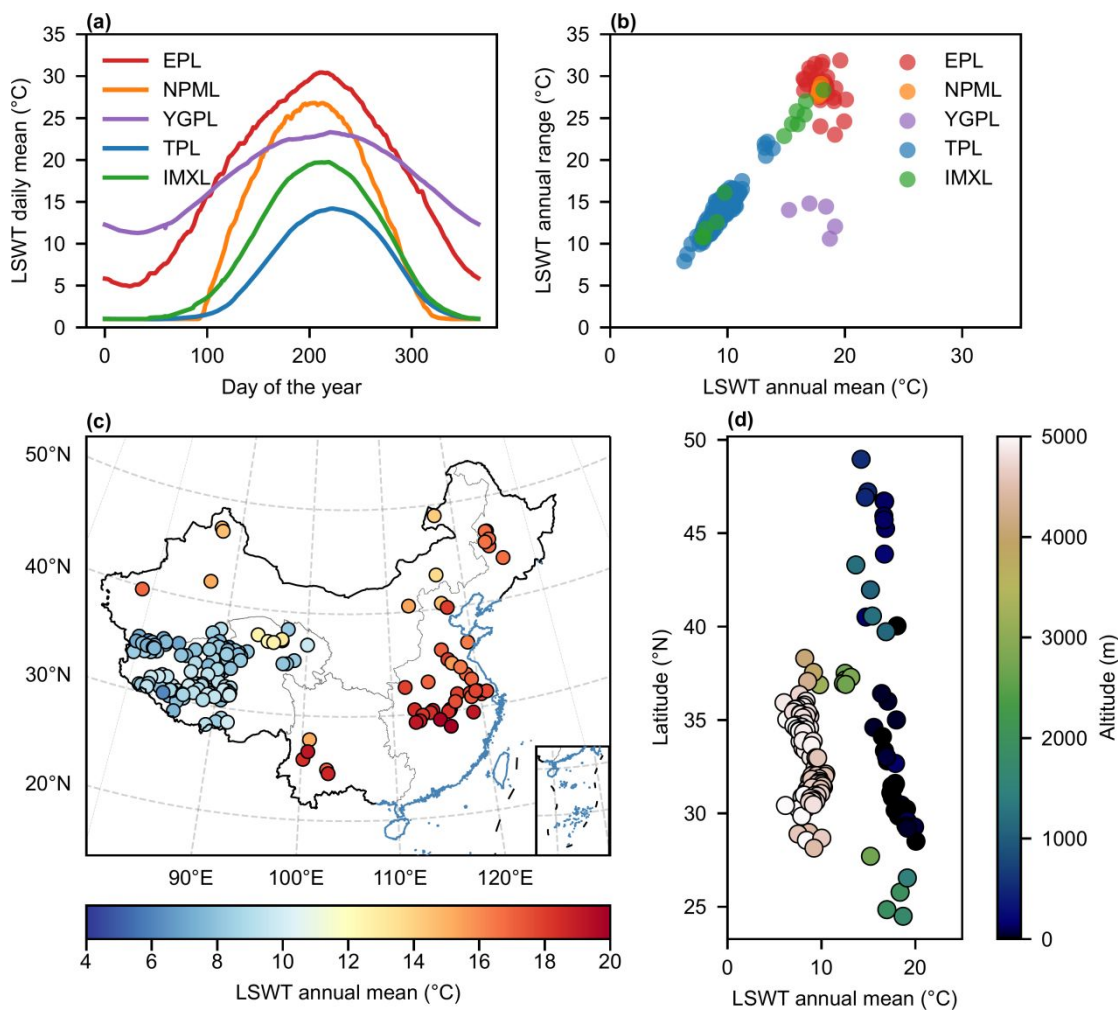 (a)
35
30
25
20
15
10
5
0
LSWT daily mean (°C)
EPL
NPML
YGPL
TPL
IMXL
0 100 200 300
Day of the year
(b)
35
30
25
20
15
10
5
0
LSWT annual range (°C)
EPL
NPML
YGPL
TPL
IMXL
0 10 20 30
LSWT annual mean (°C)
(c)
50°N
40°N
30°N
20°N
90°E 100°E 110°E 120°E
4 6 8 10 12 14 16 18 20
LSWT annual mean (°C)
(d)
50
45
40
35
30
25
Latitude (°N)
0 10 20
LSWT annual mean (°C)
5000
4000
3000
2000
1000
0
Altitude (m)